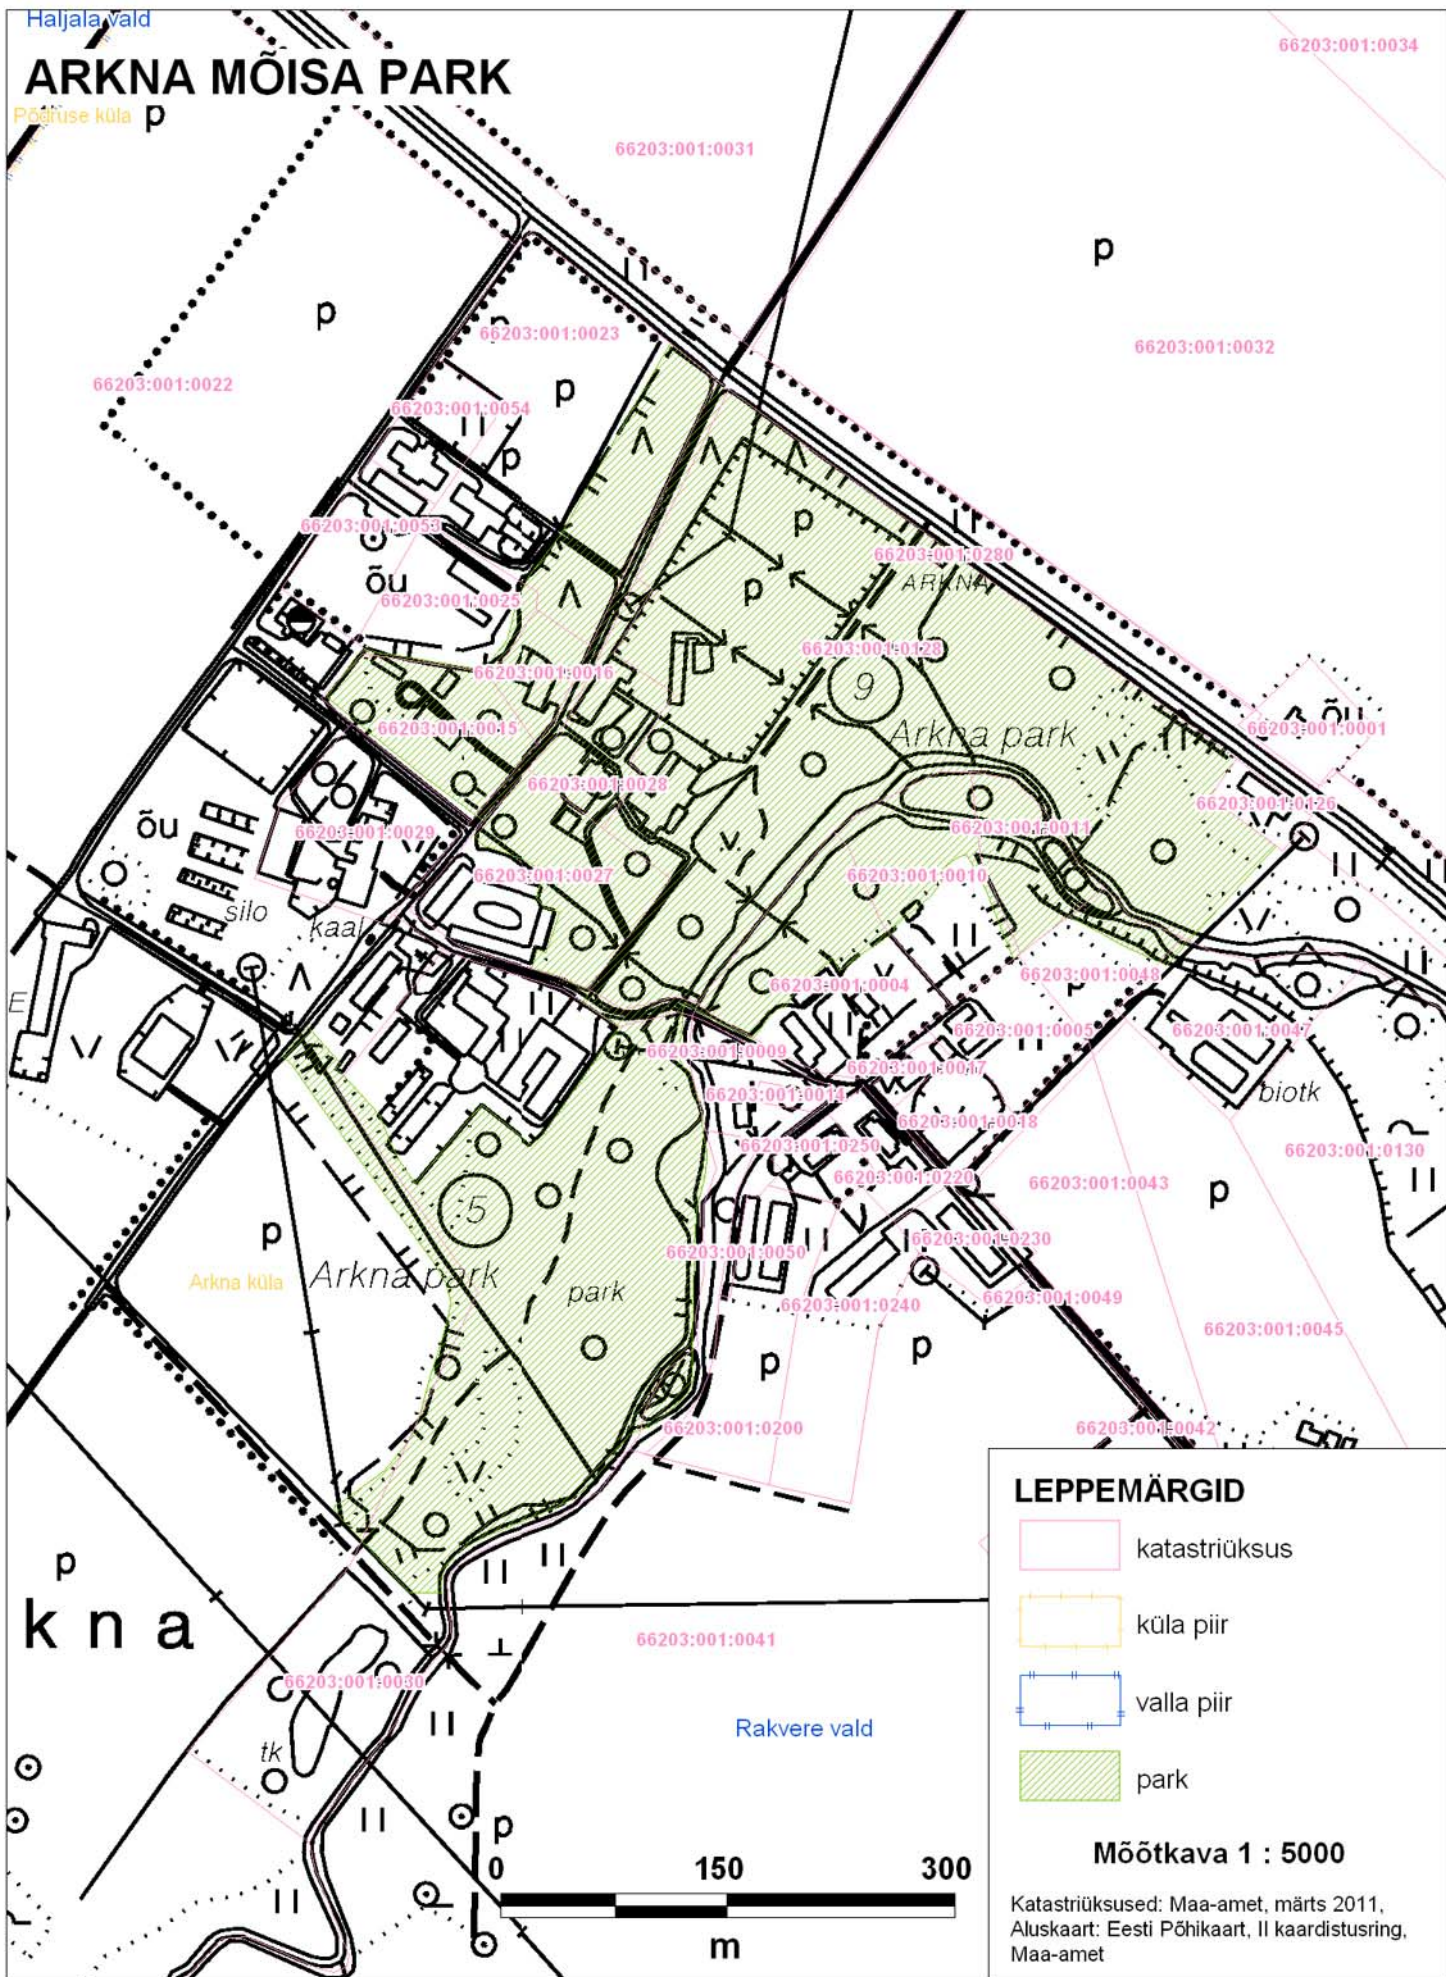 Haljala vald
ARKNA MÕISA PARK
66203:001:0034
Põdruse küla
p
66203:001:0031
p
p
66203:001:0023
66203:001:0032
66203:001:0022
p
66203:001:0054
p
p
66203:001:0053
66203:001:0280
õu
p
ARKNA
66203:001:0025
66203:001:0128
66203:001:0016
9
õu
66203:001:0015
Arkna park
66203:001:0001
66203:001:0028
66203:001:0126
õu
66203:001:0029
66203:001:0011
66203:001:0027
66203:001:0010
silo
kaal
66203:001:0048
66203:001:0004
E
66203:001:0005
66203:001:0047
66203:001:0009
66203:001:0017
66203:001:0014
biotk
66203:001:0018
66203:001:0250
66203:001:0130
66203:001:0220
66203:001:0043
p
5
p
66203:001:0230
66203:001:0050
Arkna küla
Arkna park
park
66203:001:0240
66203:001:0049
66203:001:0045
p
p
66203:001:0200
66203:001:0042
LEPPEMÄRGID
katastriüksus
küla piir
valla piir
park
Mõõtkava 1 : 5000
Katastriüksused: Maa-amet, märts 2011,
Aluskaart: Eesti Põhikaart, II kaardistusring,
Maa-amet
p
k n a
66203:001:0041
66203:001:0030
Rakvere vald
tk
p
0 150 300
m